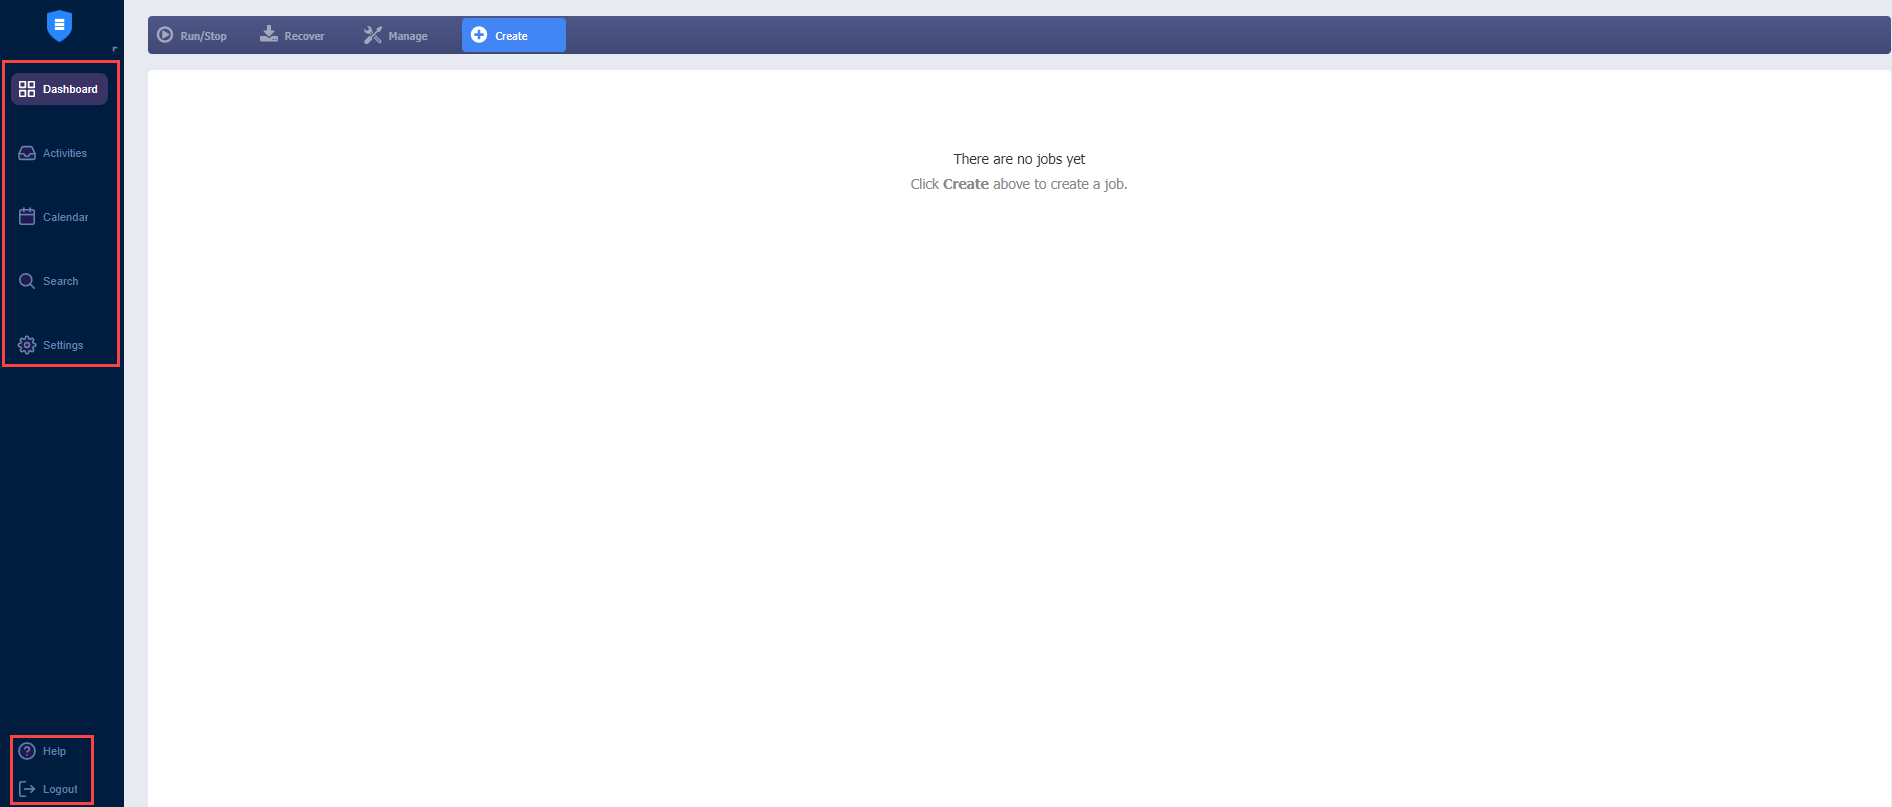 Run/Stop
Recover
Manage
Create
Dashboard
Activities
Calendar
Search
Settings
There are no jobs yet
Click Create above to create a job.
Help
Logout